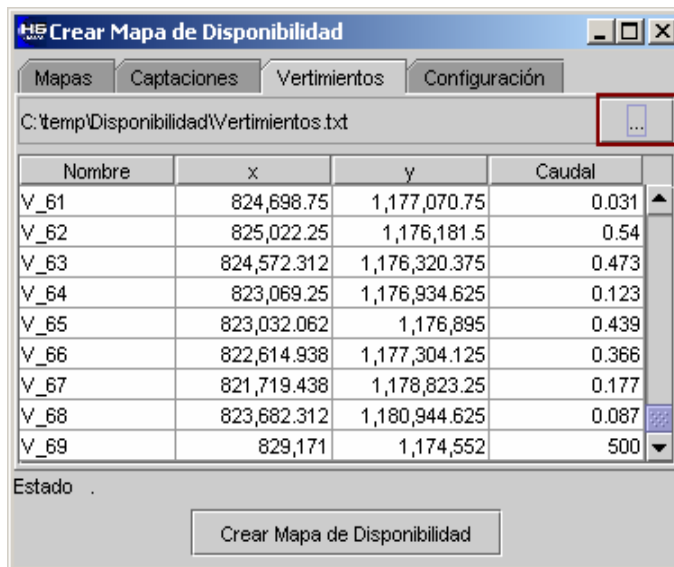 HG Crear Mapa de Disponibilidad
Mapas Captaciones Vertimientos Configuración
C:\temp\Disponibilidad\Vertimientos.txt ...
Nombre x y Caudal
V_61 824,698.75 1,177,070.75 0.031
V_62 825,022.25 1,176,181.5 0.54
V_63 824,572.312 1,176,320.375 0.473
V_64 823,069.25 1,176,934.625 0.123
V_65 823,032.062 1,176,895 0.439
V_66 822,614.938 1,177,304.125 0.366
V_67 821,719.438 1,178,823.25 0.177
V_68 823,682.312 1,180,944.625 0.087
V_69 829,171 1,174,552 500
Estado .
Crear Mapa de Disponibilidad